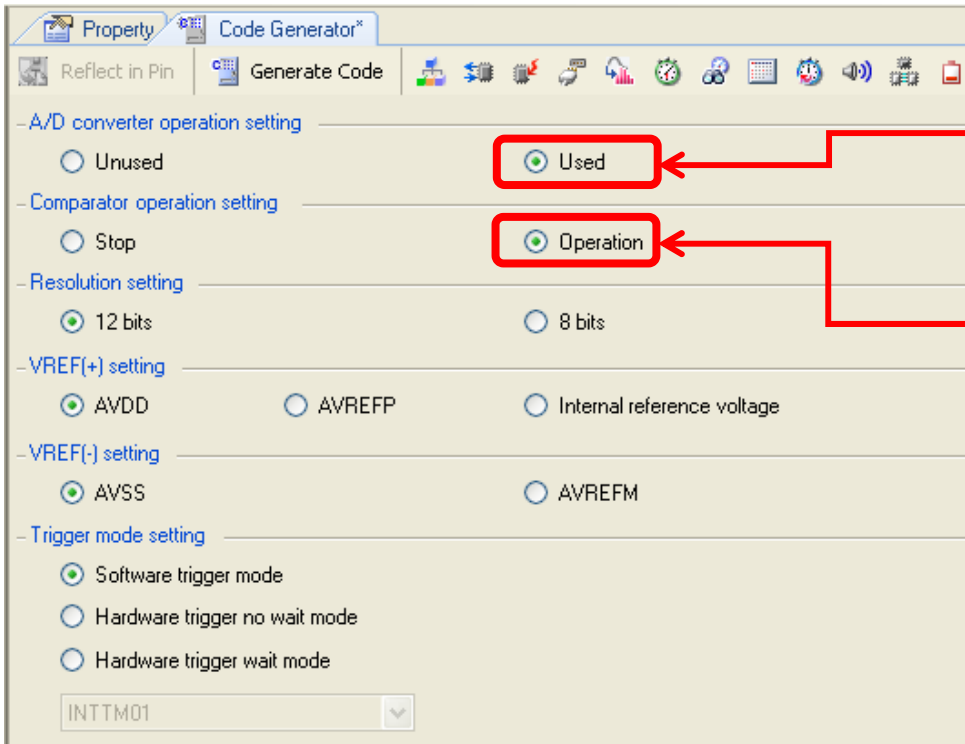 Property Code Generator*
Reflect in Pin Generate Code
A/D converter operation setting
Unused Used
Comparator operation setting
Stop Operation
Resolution setting
12 bits 8 bits
VREF(+) setting
AVDD AVREFP Internal reference voltage
VREF(-) setting
AVSS AVREFM
Trigger mode setting
Software trigger mode
Hardware trigger no wait mode
Hardware trigger wait mode
INTTM01